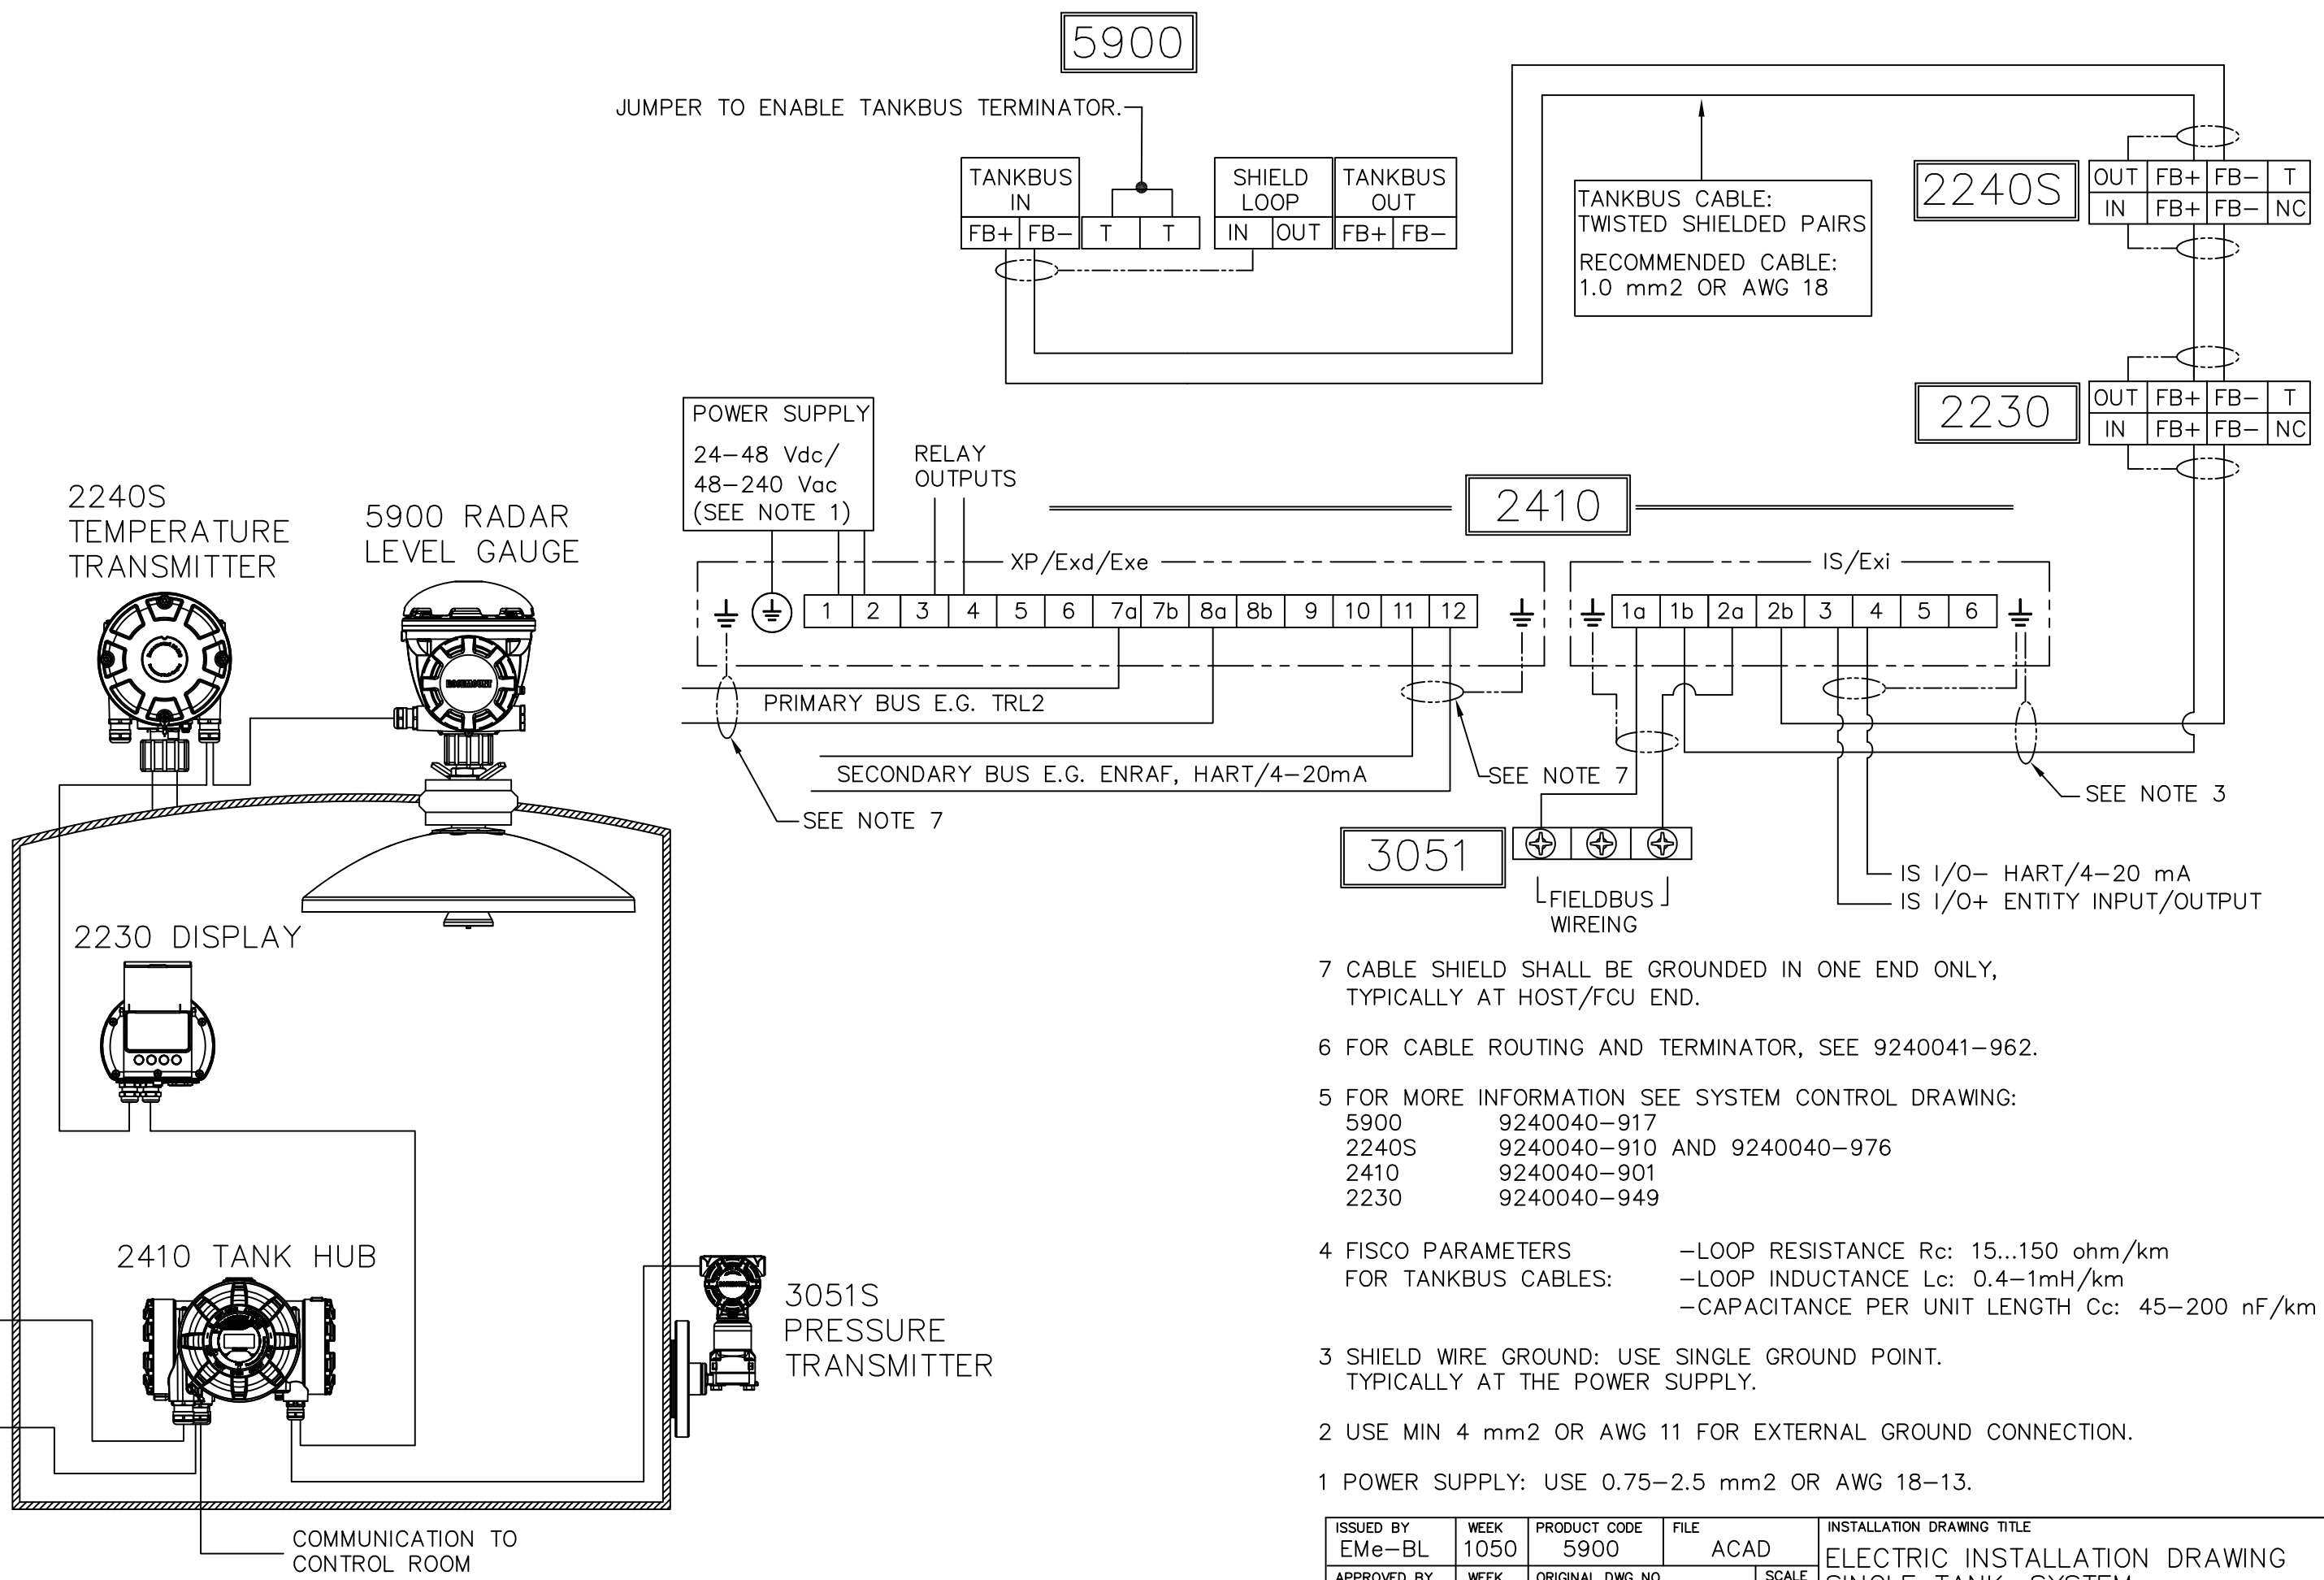 5900
JUMPER TO ENABLE TANKBUS TERMINATOR.
TANKBUS IN
SHIELD LOOP
TANKBUS OUT
FB+ FB- T T IN OUT FB+ FB-
TANKBUS CABLE:
TWISTED SHIELDED PAIRS
RECOMMENDED CABLE:
1.0 mm2 OR AWG 18
2240S
OUT FB+ FB- T
IN FB+ FB- NC
2230
OUT FB+ FB- T
IN FB+ FB- NC
POWER SUPPLY
24-48 Vdc/
48-240 Vac
(SEE NOTE 1)
RELAY
OUTPUTS
2410
XP/Exd/Exe
IS/Exi
1 2 3 4 5 6 7a 7b 8a 8b 9 10 11 12
1a 1b 2a 2b 3 4 5 6
PRIMARY BUS E.G. TRL2
SECONDARY BUS E.G. ENRAF, HART/4-20mA
SEE NOTE 7
SEE NOTE 7
SEE NOTE 3
3051
FIELDBUS
WIREING
IS I/O- HART/4-20 mA
IS I/O+ ENTITY INPUT/OUTPUT
2240S
TEMPERATURE
TRANSMITTER
5900 RADAR
LEVEL GAUGE
ROSEMOUNT
2230 DISPLAY
2410 TANK HUB
3051S
PRESSURE
TRANSMITTER
COMMUNICATION TO
CONTROL ROOM
7 CABLE SHIELD SHALL BE GROUNDED IN ONE END ONLY,
TYPICALLY AT HOST/FCU END.
6 FOR CABLE ROUTING AND TERMINATOR, SEE 9240041-962.
5 FOR MORE INFORMATION SEE SYSTEM CONTROL DRAWING:
5900 9240040-917
2240S 9240040-910 AND 9240040-976
2410 9240040-901
2230 9240040-949
4 FISCO PARAMETERS -LOOP RESISTANCE Rc: 15...150 ohm/km
FOR TANKBUS CABLES: -LOOP INDUCTANCE Lc: 0.4-1mH/km
-CAPACITANCE PER UNIT LENGTH Cc: 45-200 nF/km
3 SHIELD WIRE GROUND: USE SINGLE GROUND POINT.
TYPICALLY AT THE POWER SUPPLY.
2 USE MIN 4 mm2 OR AWG 11 FOR EXTERNAL GROUND CONNECTION.
1 POWER SUPPLY: USE 0.75-2.5 mm2 OR AWG 18-13.
ISSUED BY WEEK PRODUCT CODE FILE INSTALLATION DRAWING TITLE
EMe-BL 1050 5900 ACAD ELECTRIC INSTALLATION DRAWING
APPROVED BY WEEK ORIGINAL DWG NO SCALE SINGLE TANK SYSTEM